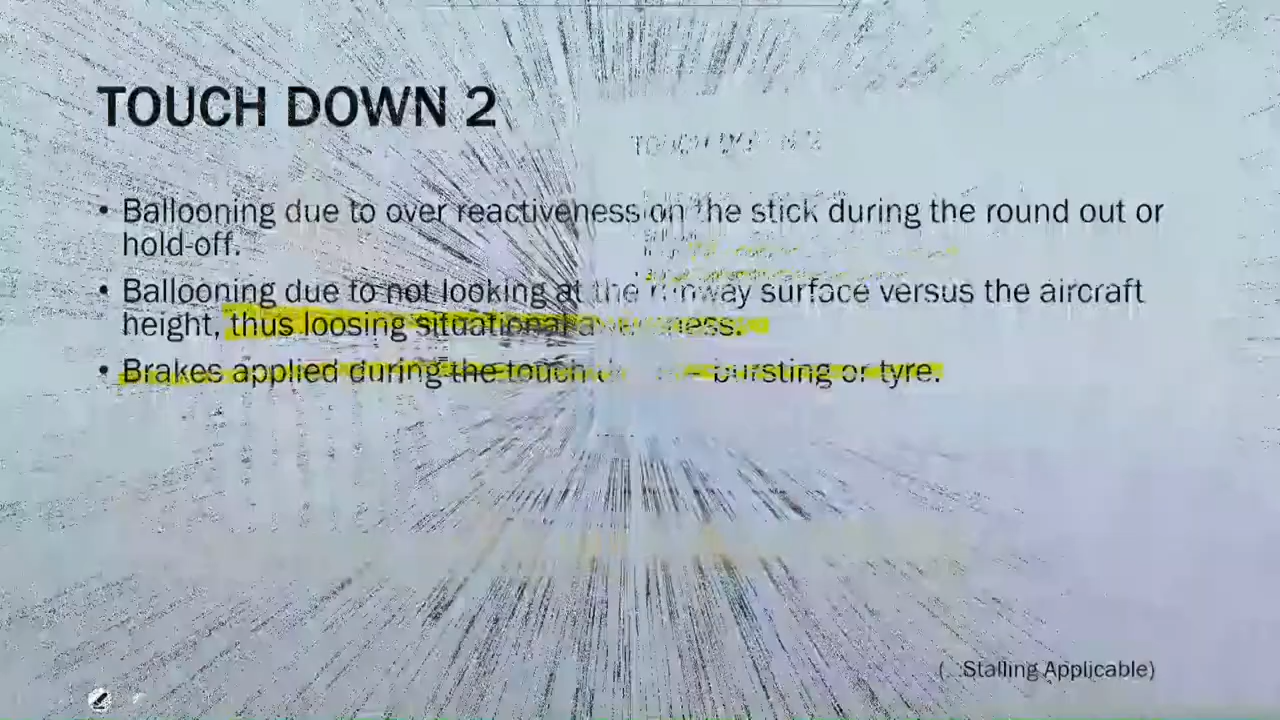 TOUCH DOWN 2
• Ballooning due to over reactiveness on the stick during the round out or
hold-off.
• Ballooning due to not looking at the runway surface versus the aircraft
height, thus loosing situational
• Brakes applied during the touch bursting or tyre.
Stalling Applicable)